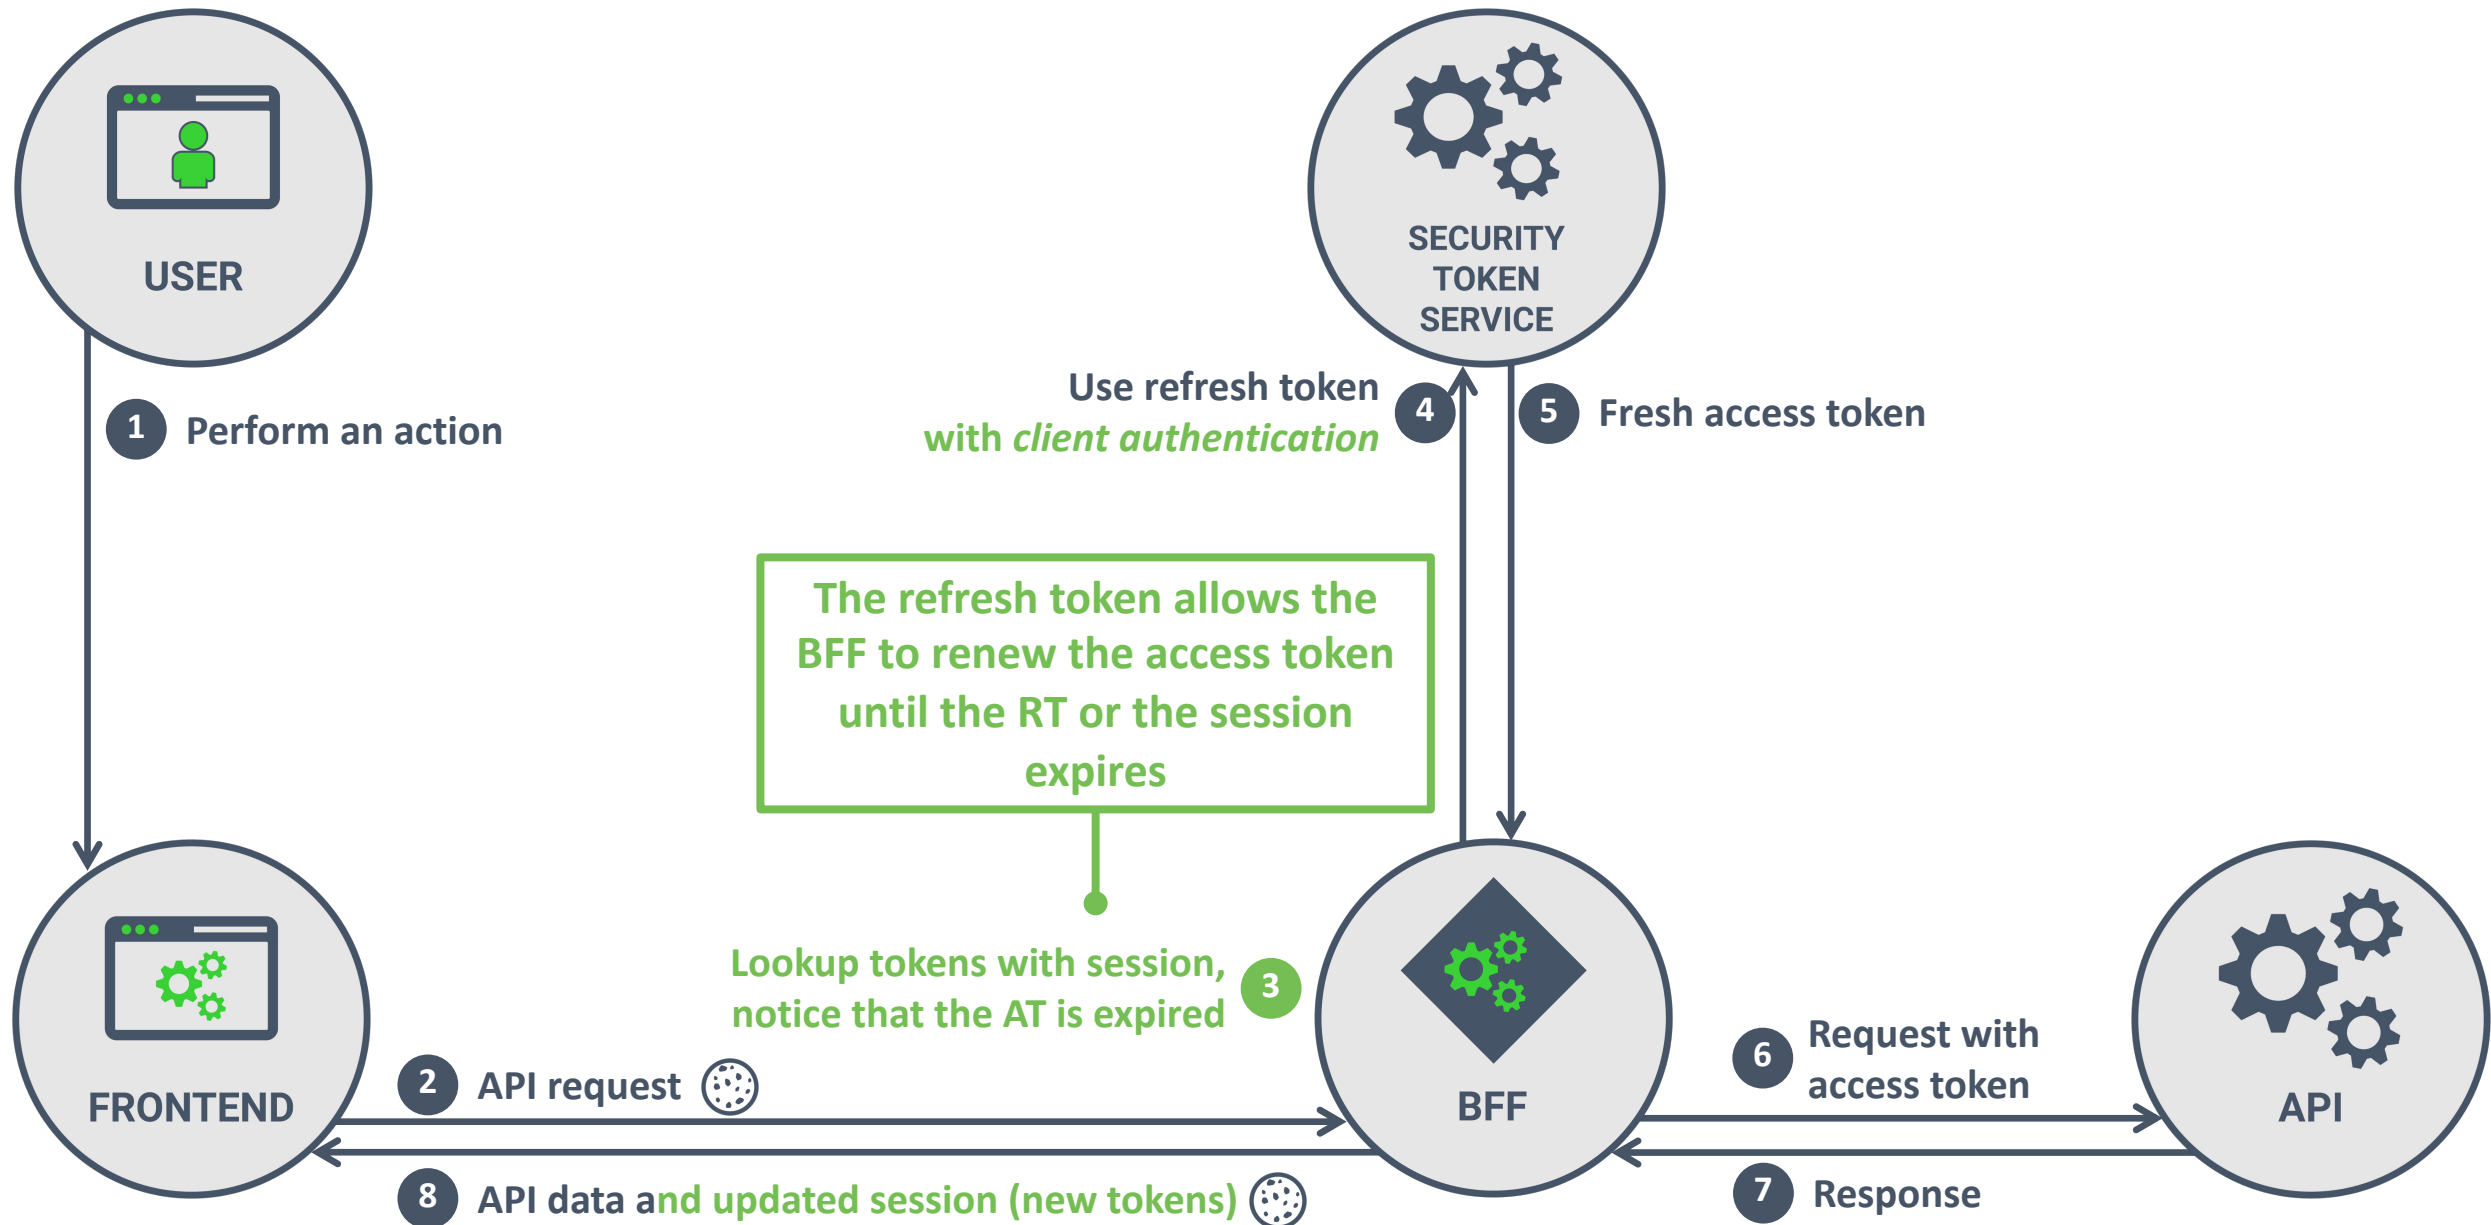 USER
SECURITY
TOKEN
SERVICE
1 Perform an action
Use refresh token
with client authentication
4
5 Fresh access token
The refresh token allows the
BFF to renew the access token
until the RT or the session
expires
Lookup tokens with session,
notice that the AT is expired
3
FRONTEND
2 API request
BFF
6 Request with
access token
API
8 API data and updated session (new tokens)
7 Response